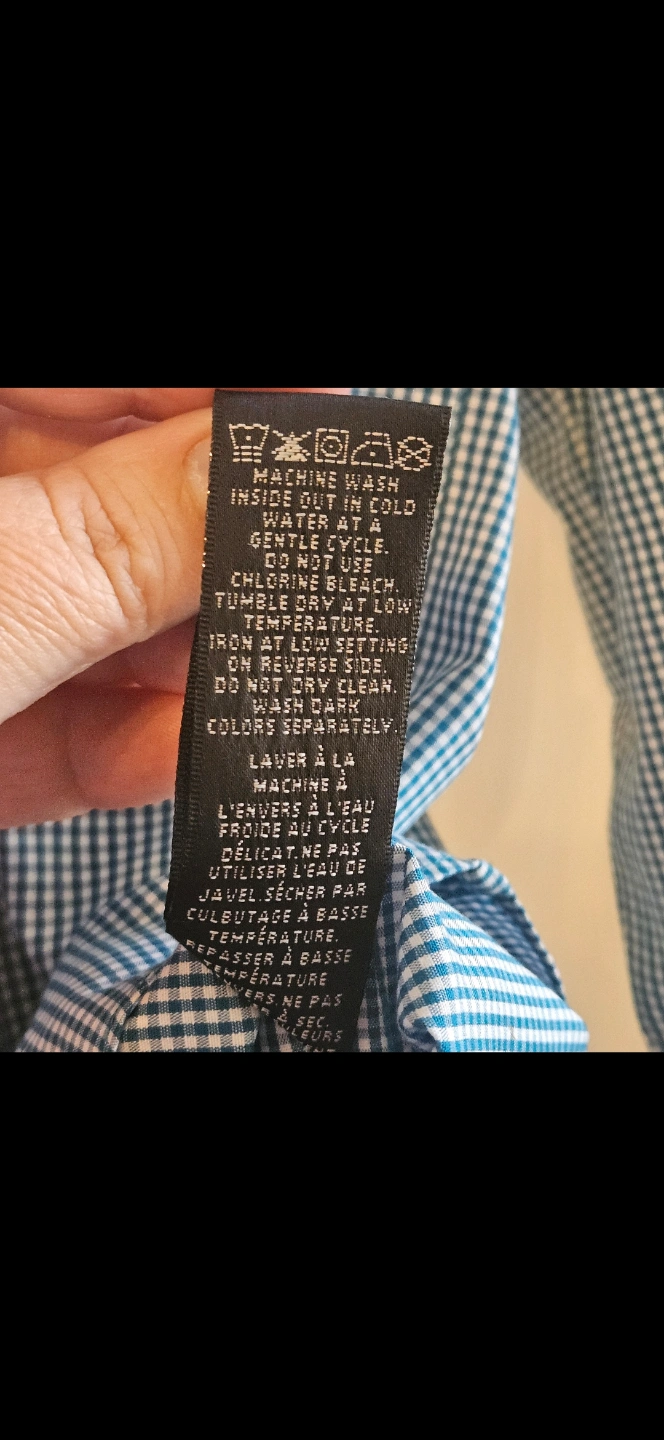 MACHINE WASH
INSIDE OUT IN COLD
WATER AT A
GENTLE CYCLE.
DO NOT USE
CHLORINE BLEACH.
TUMBLE DRY AT LOW
TEMPERATURE.
IRON AT LOW SETTING
ON REVERSE SIDE.
DO NOT DRY CLEAN.
WASH DARK
COLORS SEPARATELY.
LAVER À LA
MACHINE À
L'ENVERS À L'EAU
FROIDE AU CYCLE
DÉLICAT.NE PAS
UTILISER L'EAU DE
JAVEL.SÉCHER PAR
CULBUTAGE À BASSE
TEMPÉRATURE.
REPASSER À BASSE
TEMPÉRATURE
NE PAS
À SEC.